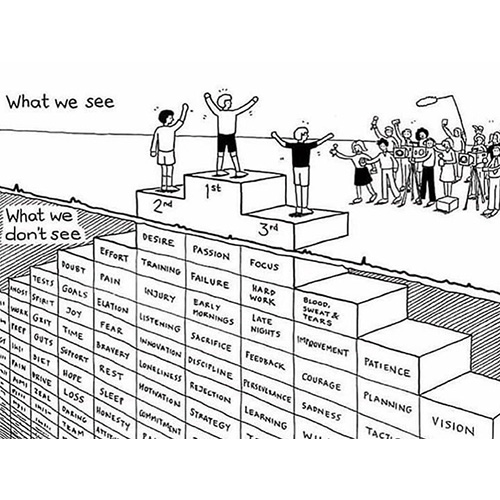 What we see
1st
2nd
3rd
What we
don't see
DESIRE
PASSION
FOCUS
EFFORT
TRAINING
FAILURE
HARD
WORK
BLOOD,
SWEAT &
TEARS
DOUBT
PAIN
INJURY
EARLY
MORNINGS
LATE
NIGHTS
IMPROVEMENT
PATIENCE
TESTS
GOALS
ELATION
LISTENING
SACRIFICE
FEEDBACK
COURAGE
PLANNING
VISION
SPIRIT
JOY
FEAR
INNOVATION
DISCIPLINE
PERSEVERANCE
SADNESS
WORK
GRIT
TIME
BRAVERY
LONELINESS
REJECTION
LEARNING
GUTS
SUPPORT
REST
MOTIVATION
STRATEGY
DIET
HOPE
SLEEP
COMMITMENT
PAIN
DRIVE
LOSS
HONESTY
ZEAL
DARING
TEAM